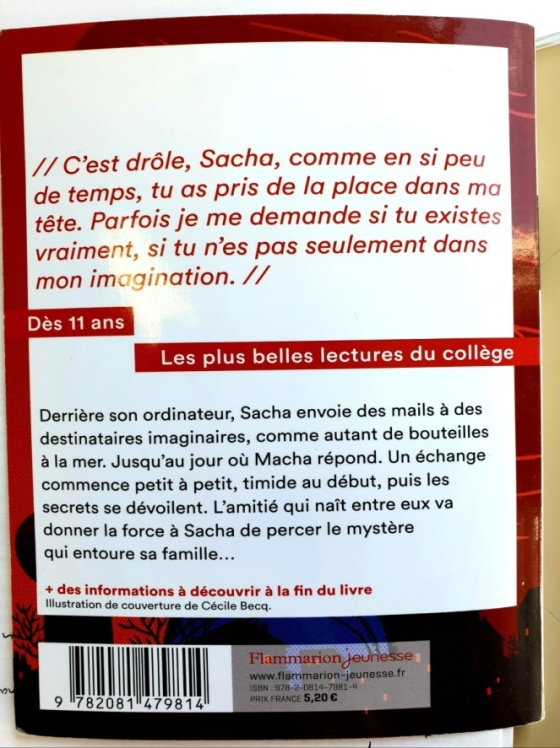 // C'est drôle, Sacha, comme en si peu
de temps, tu as pris de la place dans ma
tête. Parfois je me demande si tu existes
vraiment, si tu n'es pas seulement dans
mon imagination. //
Dès 11 ans
Les plus belles lectures du collège
Derrière son ordinateur, Sacha envoie des mails à des
destinataires imaginaires, comme autant de bouteilles
à la mer. Jusqu'au jour où Macha répond. Un échange
commence petit à petit, timide au début, puis les
secrets se dévoilent. L'amitié qui naît entre eux va
donner la force à Sacha de percer le mystère
qui entoure sa famille...
+ des informations à découvrir à la fin du livre
Illustration de couverture de Cécile Becq.
Flammarion jeunesse
www.flammarion-jeunesse.fr
ISBN : 978-2-0814-7981-4
PRIX FRANCE 5,20 €
9 782081 479814